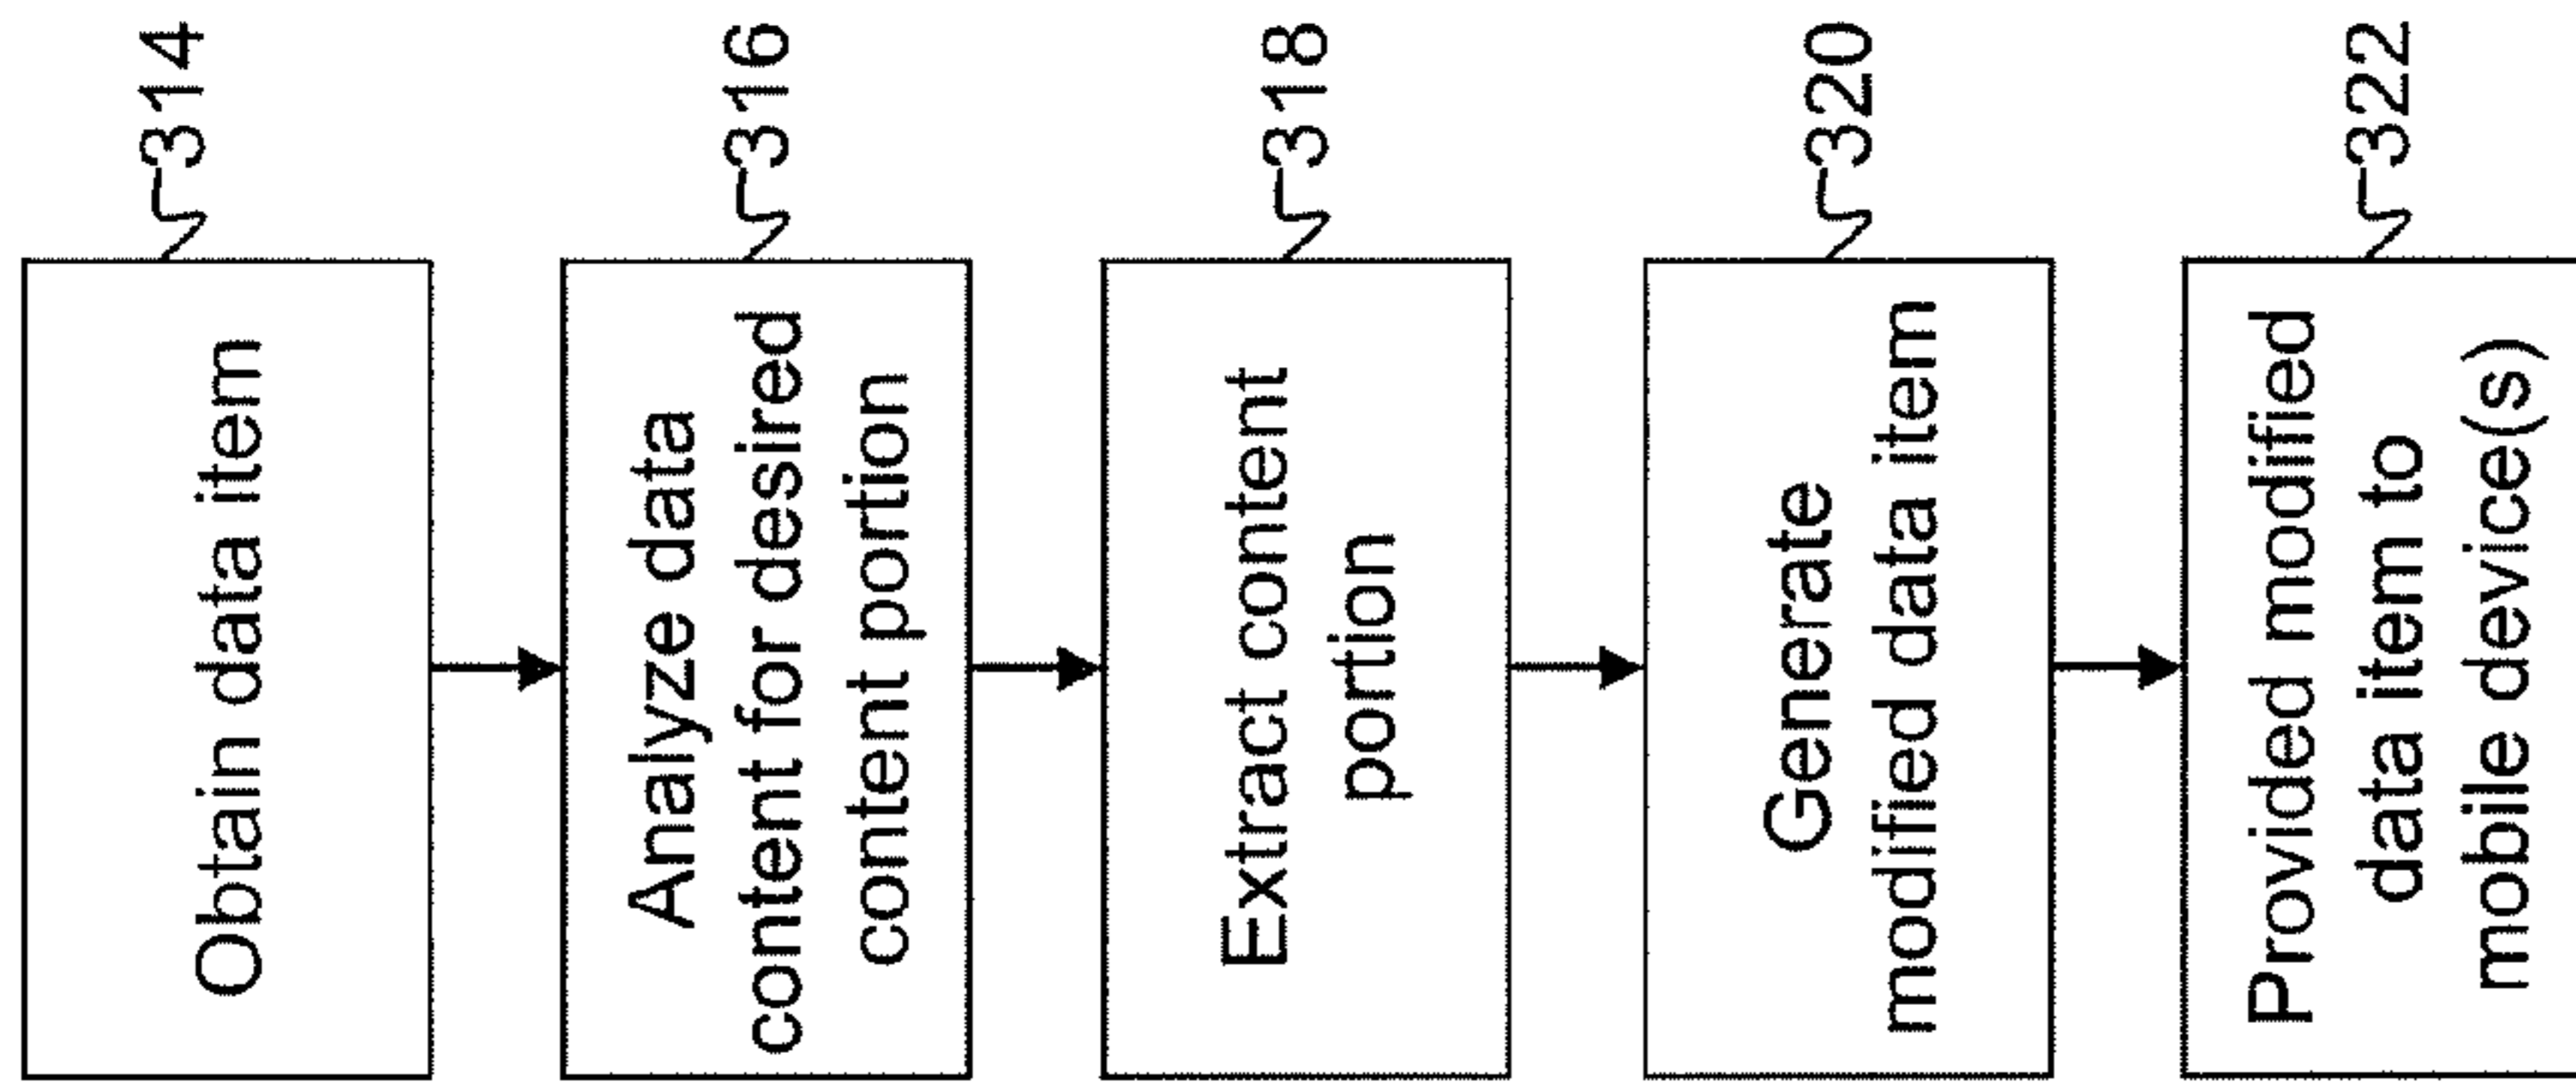 Obtain data item
314
Analyze data
content for desired
content portion
316
Extract content
portion
318
Generate
modified data item
320
Provided modified
data item to
mobile device(s)
322